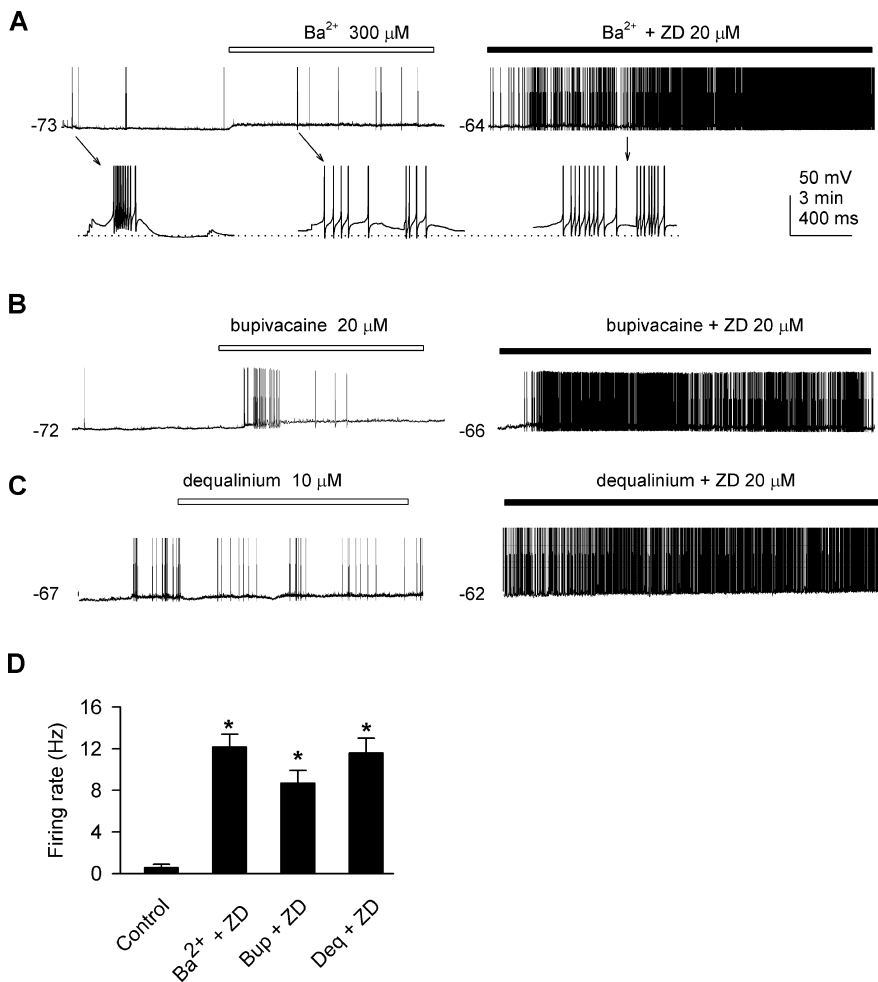 A
Ba2+ 300 μM
Ba2+ + ZD 20 μM
-73
-64
50 mV
3 min
400 ms
B
bupivacaine 20 μM
bupivacaine + ZD 20 μM
-72
-66
C
dequalinium 10 μM
dequalinium + ZD 20 μM
-67
-62
D
Firing rate (Hz)
16
12
8
4
0
*
*
*
Control
Ba2+ + ZD
Bup + ZD
Deq + ZD